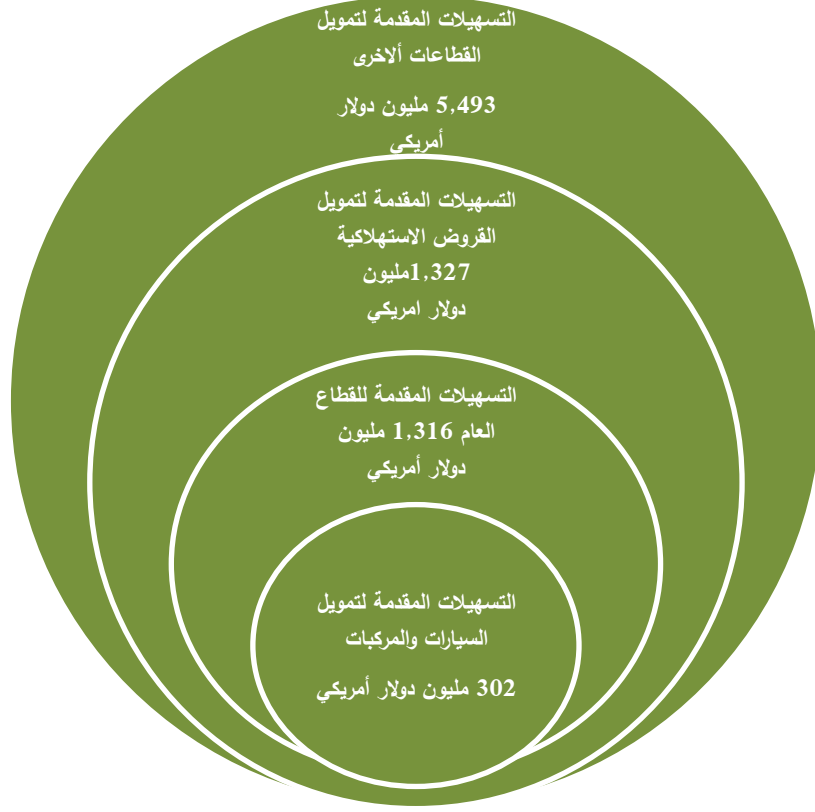 التسهيلات المقدمة لتمويل
القطاعات ألاخرى
5,493 مليون دولار
أمريكي
التسهيلات المقدمة لتمويل
القروض الاستهلاكية
1,327مليون
دولار امريكي
التسهيلات المقدمة للقطاع
العام 1,316 مليون
دولار أمريكي
التسهيلات المقدمة لتمويل
السيارات والمركبات
302 مليون دولار أمريكي